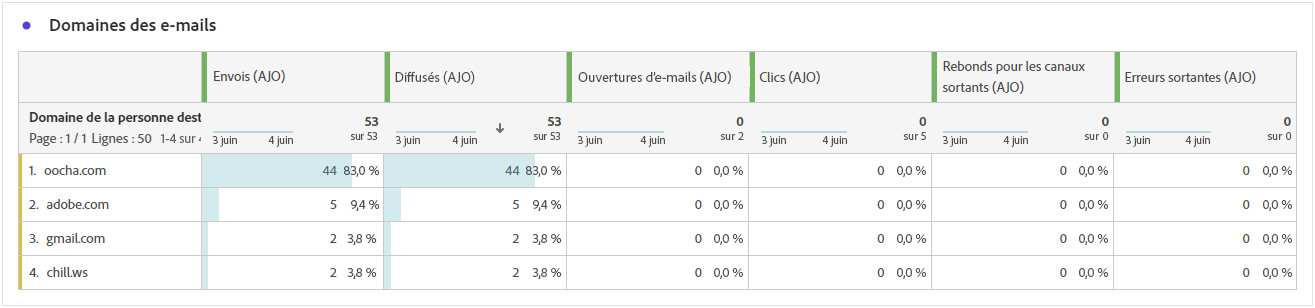 Domaines des e-mails
Envois (AJO) Diffusés (AJO) Ouvertures d'e-mails (AJO) Clics (AJO) Rebonds pour les canaux sortants (AJO) Erreurs sortantes (AJO)
Domaine de la personne dest 53 53 0 0 0 0
Page : 1 / 1 Lignes : 50 1-4 sur 3 juin 4 juin sur 53 3 juin 4 juin sur 53 3 juin 4 juin sur 2 3 juin 4 juin sur 5 3 juin 4 juin sur 0 3 juin 4 juin sur 0
1. oocha.com 44 83,0 % 44 83,0 % 0 0,0 % 0 0,0 % 0 0,0 % 0 0,0 %
2. adobe.com 5 9,4 % 5 9,4 % 0 0,0 % 0 0,0 % 0 0,0 % 0 0,0 %
3. gmail.com 2 3,8 % 2 3,8 % 0 0,0 % 0 0,0 % 0 0,0 % 0 0,0 %
4. chill.ws 2 3,8 % 2 3,8 % 0 0,0 % 0 0,0 % 0 0,0 % 0 0,0 %